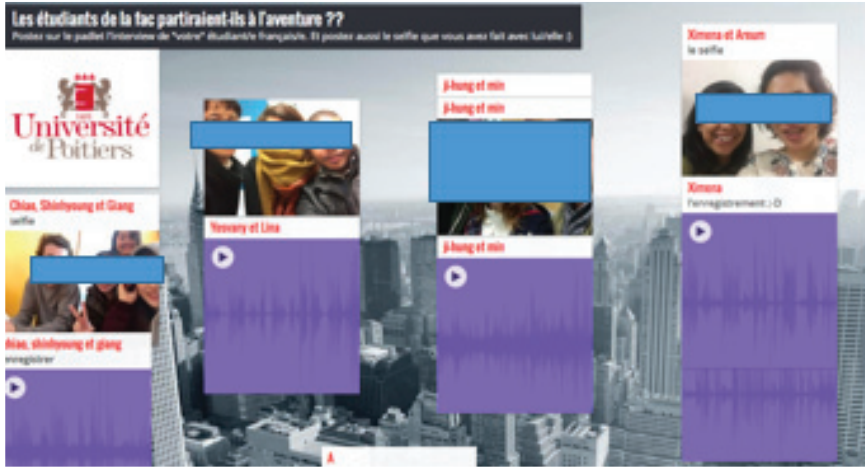 Les étudiants de la fac partiraient-ils à l'aventure ??
Postez sur le padlet l'interview de "votre" étudiant/e français/e. Et postez aussi le selfie que vous avez fait avec lui/elle :)
Université
de Poitiers
Chiao, Shinhyoung et Giang
selfie
hiao, shinhyoung et giang
enregistrer
Yeovany et Lina
ji-hung et min
ji-hung et min
ji-hung et min
Ximena et Areum
le selfie
Ximena
l'enregistrement ;-D
A